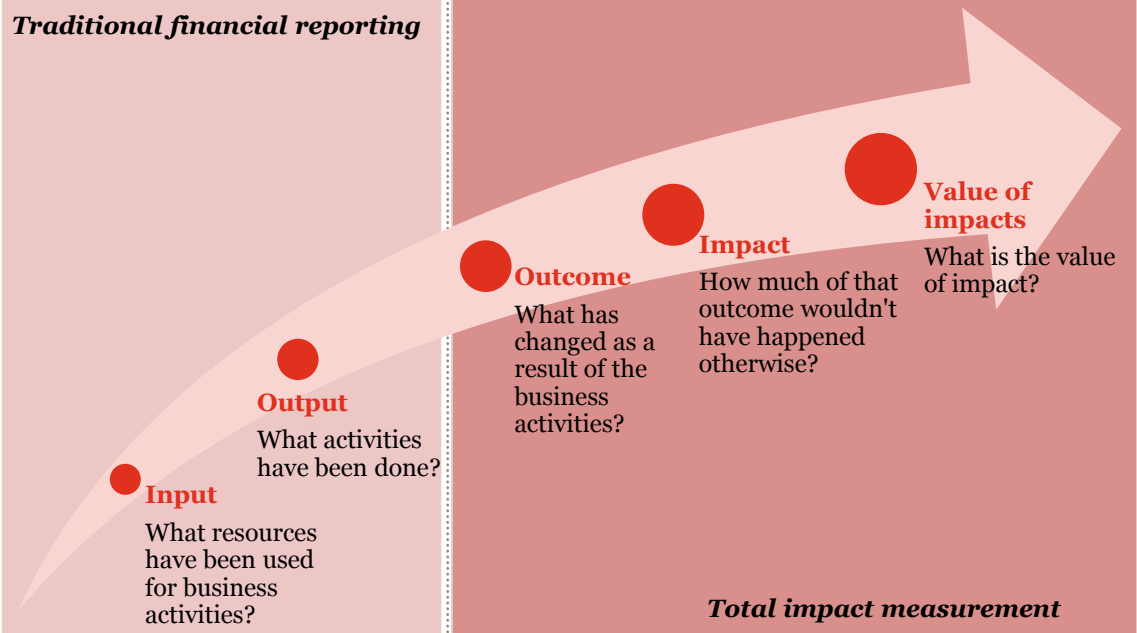 Traditional financial reporting
Input
What resources
have been used
for business
activities?
Output
What activities
have been done?
Outcome
What has
changed as a
result of the
business
activities?
Impact
How much of that
outcome wouldn't
have happened
otherwise?
Value of
impacts
What is the value
of impact?
Total impact measurement